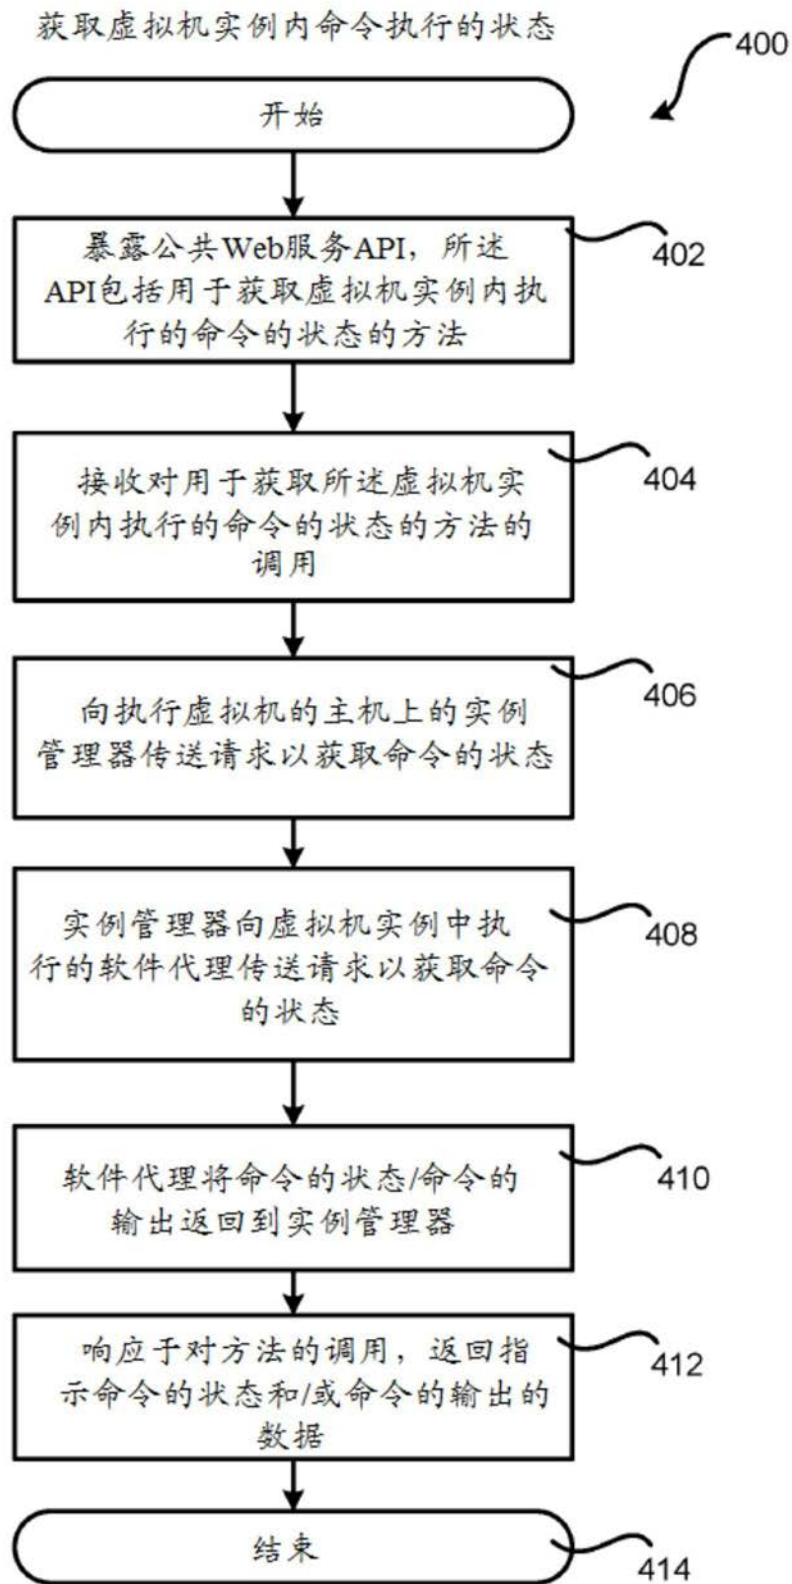 获取虚拟机实例内命令执行的状态
400
开始
暴露公共Web服务API，所述
API包括用于获取虚拟机实例内执
行的命令的状态的方法
402
接收对用于获取所述虚拟机实
例内执行的命令的状态的方法的
调用
404
向执行虚拟机的主机上的实例
管理器传送请求以获取命令的状态
406
实例管理器向虚拟机实例中执
行的软件代理传送请求以获取命令
的状态
408
软件代理将命令的状态/命令的
输出返回到实例管理器
410
响应于对方法的调用，返回指
示命令的状态和/或命令的输出的
数据
412
结束
414